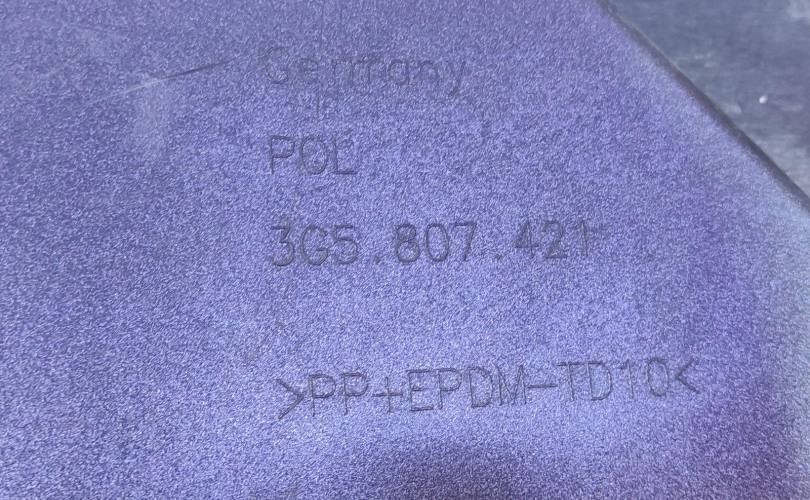 Germany
POL
3G5.807.421
>PP+EPDM-TD10<